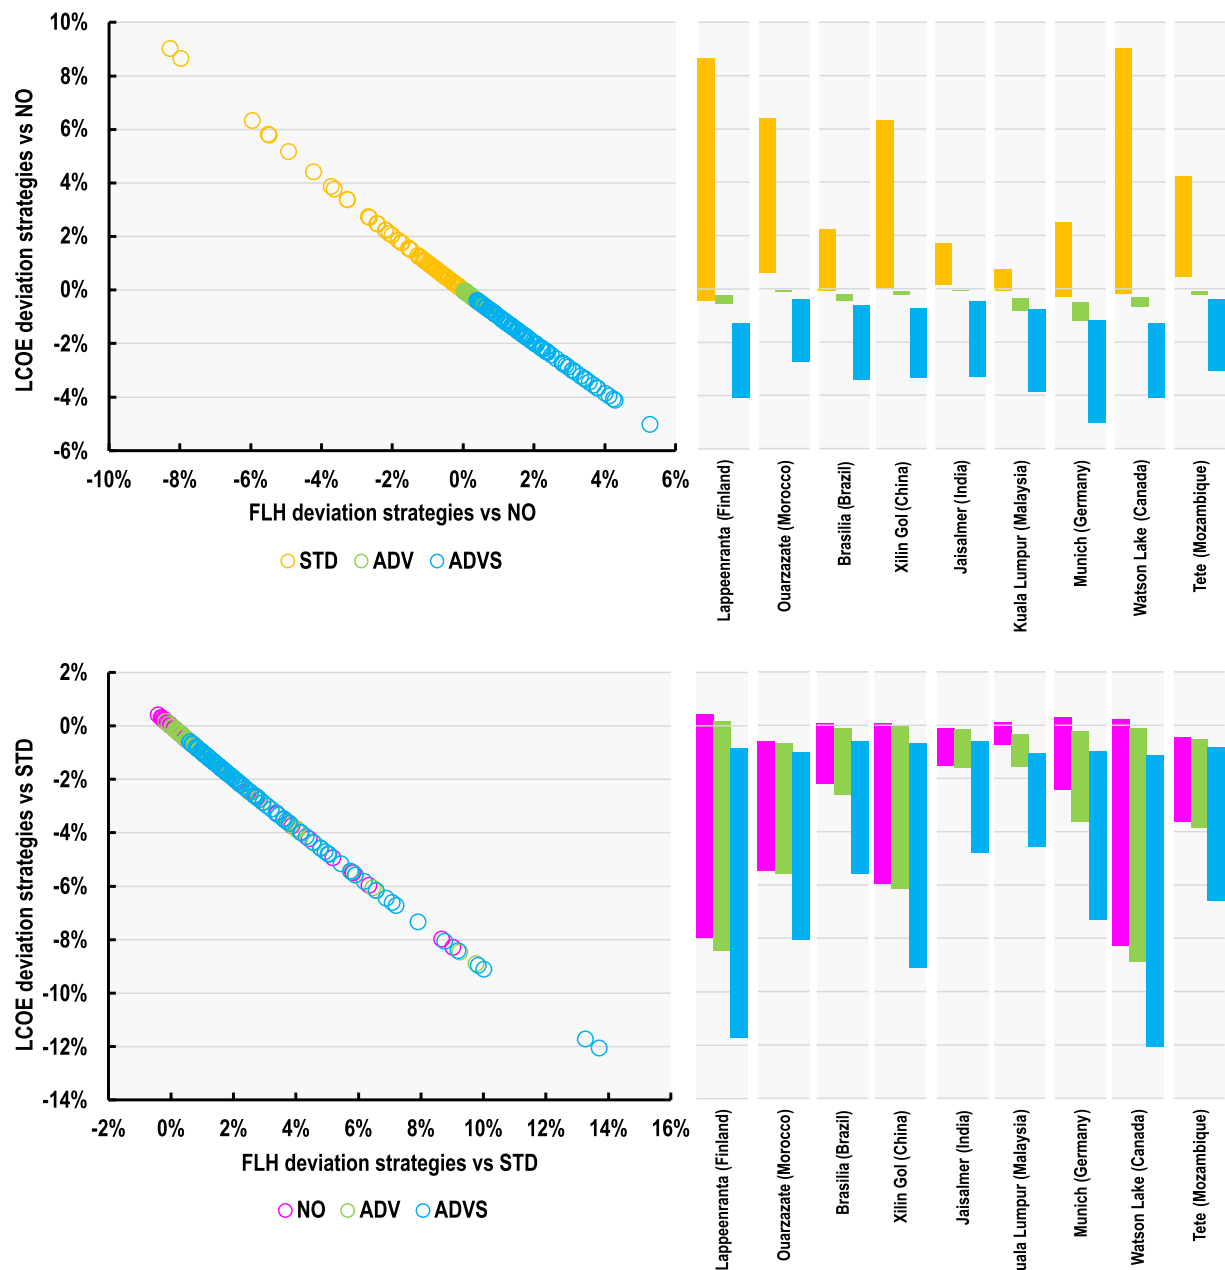 LCOE deviation strategies vs NO
10%
8%
6%
4%
2%
0%
-2%
-4%
-6%
-10% -8% -6% -4% -2% 0% 2% 4% 6%
FLH deviation strategies vs NO
STD ADV ADVS
Lappeenranta (Finland)
Ouarzazate (Morocco)
Brasilia (Brazil)
Xilin Gol (China)
Jaisalmer (India)
Kuala Lumpur (Malaysia)
Munich (Germany)
Watson Lake (Canada)
Tete (Mozambique)
LCOE deviation strategies vs STD
2%
0%
-2%
-4%
-6%
-8%
-10%
-12%
-14%
-2% 0% 2% 4% 6% 8% 10% 12% 14% 16%
FLH deviation strategies vs STD
NO ADV ADVS
Lappeenranta (Finland)
Ouarzazate (Morocco)
Brasilia (Brazil)
Xilin Gol (China)
Jaisalmer (India)
uala Lumpur (Malaysia)
Munich (Germany)
Watson Lake (Canada)
Tete (Mozambique)